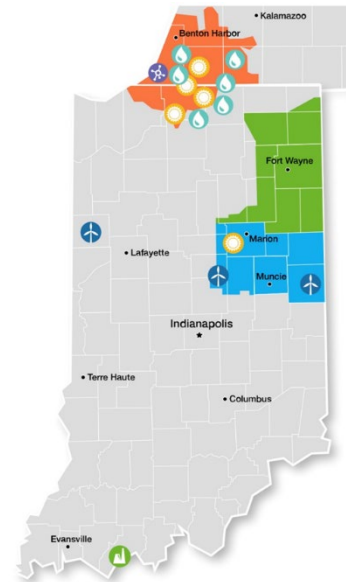 Kalamazoo
Benton Harbor
Fort Wayne
Marion
Lafayette
Muncie
Indianapolis
Terre Haute
Columbus
Evansville